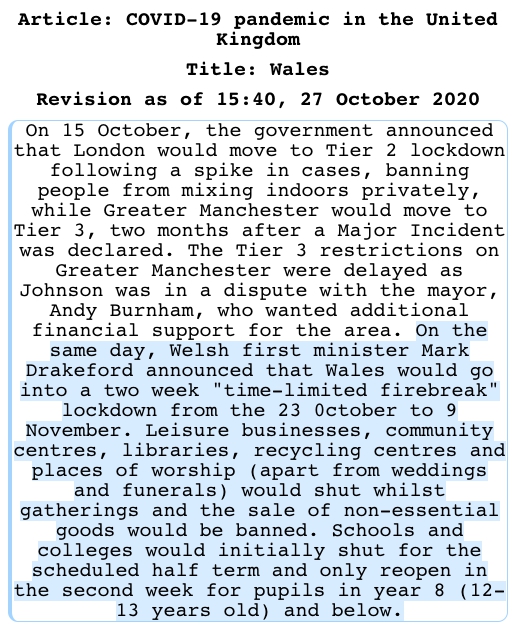 Article: COVID-19 pandemic in the United
Kingdom
Title: Wales
Revision as of 15:40, 27 October 2020
On 15 October, the government announced
that London would move to Tier 2 lockdown
following a spike in cases, banning
people from mixing indoors privately,
while Greater Manchester would move to
Tier 3, two months after a Major Incident
was declared. The Tier 3 restrictions on
Greater Manchester were delayed as
Johnson was in a dispute with the mayor,
Andy Burnham, who wanted additional
financial support for the area. On the
same day, Welsh first minister Mark
Drakeford announced that Wales would go
into a two week "time-limited firebreak"
lockdown from the 23 0ctober to 9
November. Leisure businesses, community
centres, libraries, recycling centres and
places of worship (apart from weddings
and funerals) would shut whilst
gatherings and the sale of non-essential
goods would be banned. Schools and
colleges would initially shut for the
scheduled half term and only reopen in
the second week for pupils in year 8 (12-
13 years old) and below.